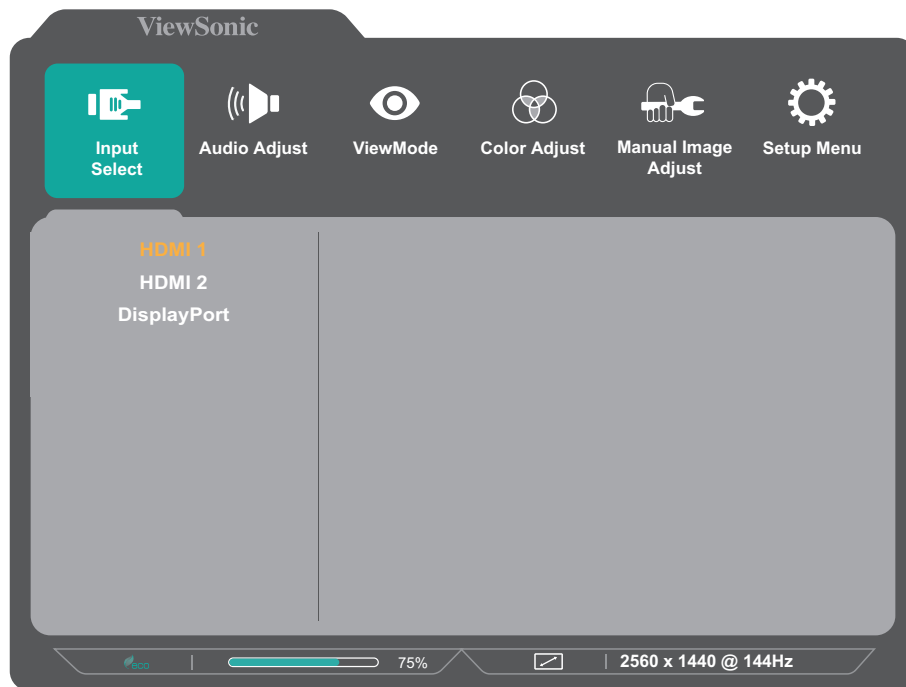 ViewSonic
Input
Select
Audio Adjust
ViewMode
Color Adjust
Manual Image
Adjust
Setup Menu
HDMI 1
HDMI 2
DisplayPort
ECO
75%
2560 x 1440 @ 144Hz